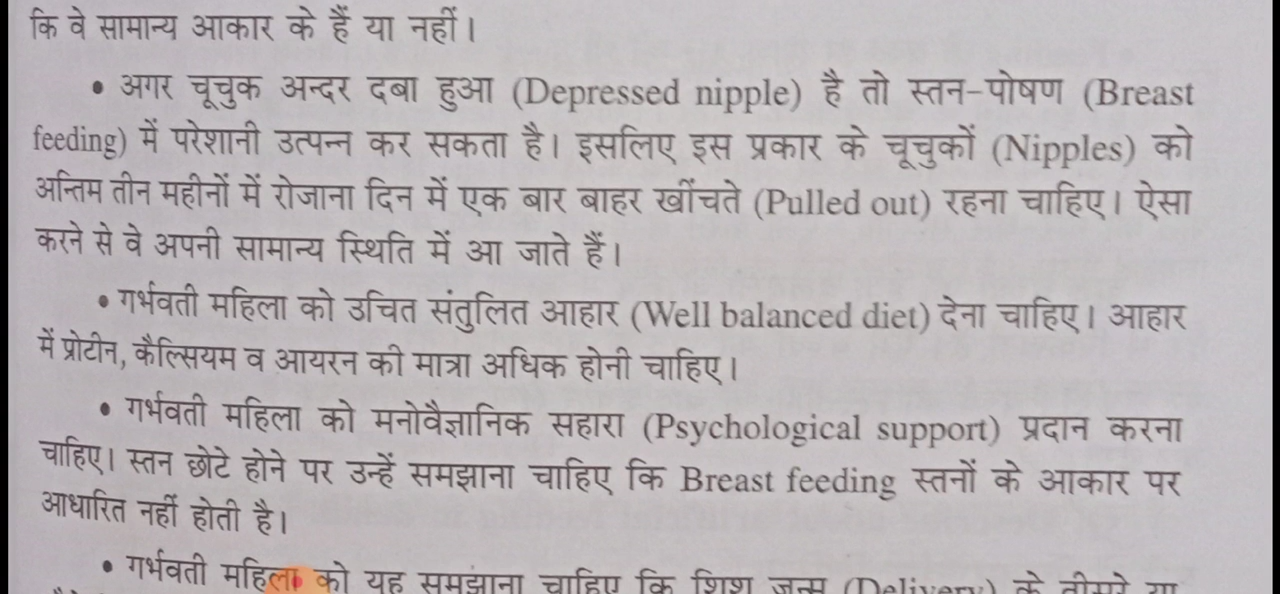 कि वे सामान्य आकार के हैं या नहीं।
• अगर चूचुक अन्दर दबा हुआ (Depressed nipple) है तो स्तन-पोषण (Breast
feeding) में परेशानी उत्पन्न कर सकता है। इसलिए इस प्रकार के चूचुकों (Nipples) को
अन्तिम तीन महीनों में रोजाना दिन में एक बार बाहर खींचते (Pulled out) रहना चाहिए। ऐसा
करने से वे अपनी सामान्य स्थिति में आ जाते हैं।
• गर्भवती महिला को उचित संतुलित आहार (Well balanced diet) देना चाहिए। आहार
में प्रोटीन, कैल्सियम व आयरन की मात्रा अधिक होनी चाहिए।
• गर्भवती महिला को मनोवैज्ञानिक सहारा (Psychological support) प्रदान करना
चाहिए। स्तन छोटे होने पर उन्हें समझाना चाहिए कि Breast feeding स्तनों के आकार पर
आधारित नहीं होती है।
• गर्भवती महिला को यह समझाना चाहिए कि शिशु जन्म (Delivery) के तीसरे या